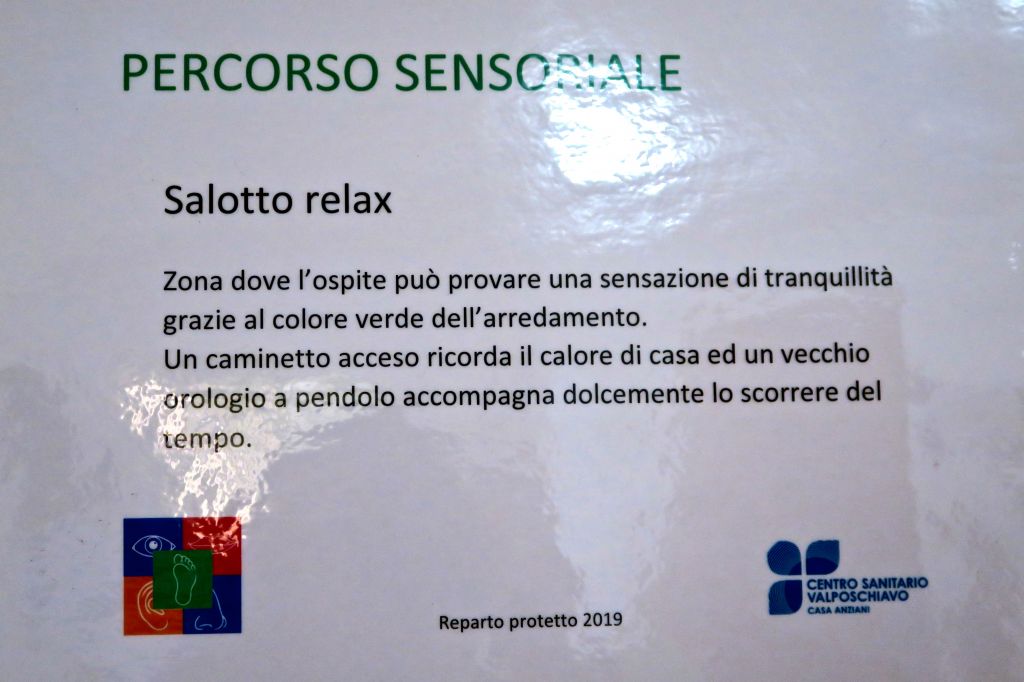 PERCORSO SENSORIALE
Salotto relax
Zona dove l'ospite può provare una sensazione di tranquillità
grazie al colore verde dell'arredamento.
Un caminetto acceso ricorda il calore di casa ed un vecchio
orologio a pendolo accompagna dolcemente lo scorrere del
tempo.
Reparto protetto 2019
CENTRO SANITARIO
VALPOSCHIAVO
CASA ANZIANI